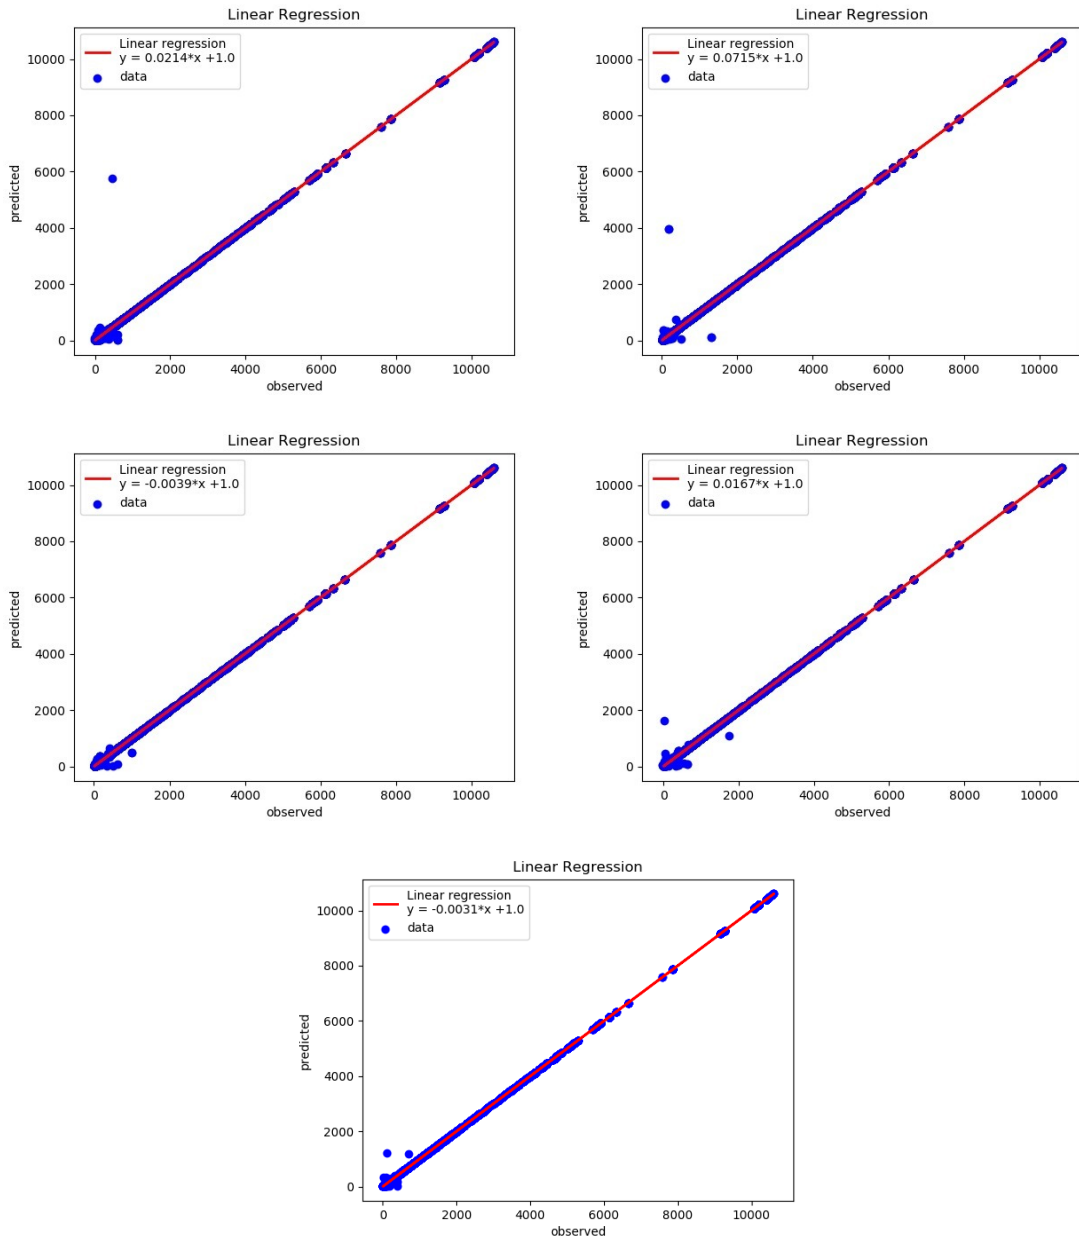 Linear Regression
Linear regression
y = 0.0214*x +1.0
data
10000
8000
6000
4000
2000
0
predicted
0 2000 4000 6000 8000 10000
observed
Linear Regression
Linear regression
y = 0.0715*x +1.0
data
10000
8000
6000
4000
2000
0
predicted
0 2000 4000 6000 8000 10000
observed
Linear Regression
Linear regression
y = -0.0039*x +1.0
data
10000
8000
6000
4000
2000
0
predicted
0 2000 4000 6000 8000 10000
observed
Linear Regression
Linear regression
y = 0.0167*x +1.0
data
10000
8000
6000
4000
2000
0
predicted
0 2000 4000 6000 8000 10000
observed
Linear Regression
Linear regression
y = -0.0031*x +1.0
data
10000
8000
6000
4000
2000
0
predicted
0 2000 4000 6000 8000 10000
observed